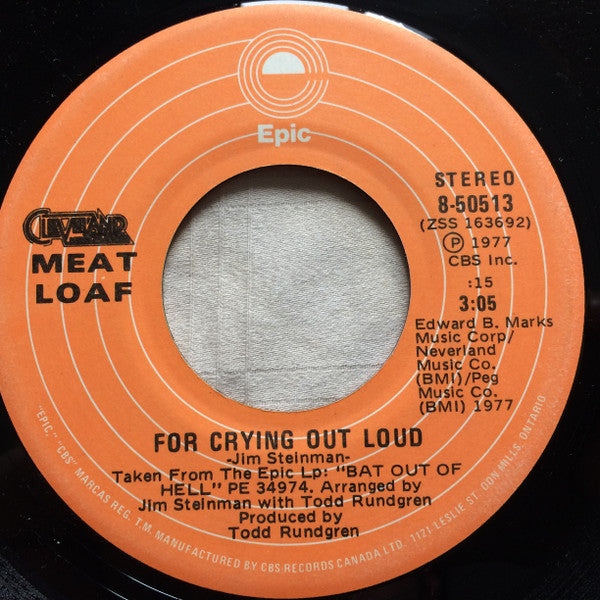 Epic
STEREO
8-50513
(ZSS 163692)
Ⓟ 1977
CBS Inc.
:15
3:05
Edward B. Marks
Music Corp/
Neverland
Music Co.
(BMI)/Peg
Music Co.
(BMI) 1977
CLEVELAND
MEAT
LOAF
FOR CRYING OUT LOUD
-Jim Steinman-
Taken From The Epic Lp: "BAT OUT OF
HELL" PE 34974. Arranged by
Jim Steinman with Todd Rundgren
Produced by
Todd Rundgren
"EPIC," "CBS" MARCAS REG. T.M. MANUFACTURED BY CBS RECORDS CANADA LTD. 1121 LESLIE ST. DON MILLS, ONTARIO